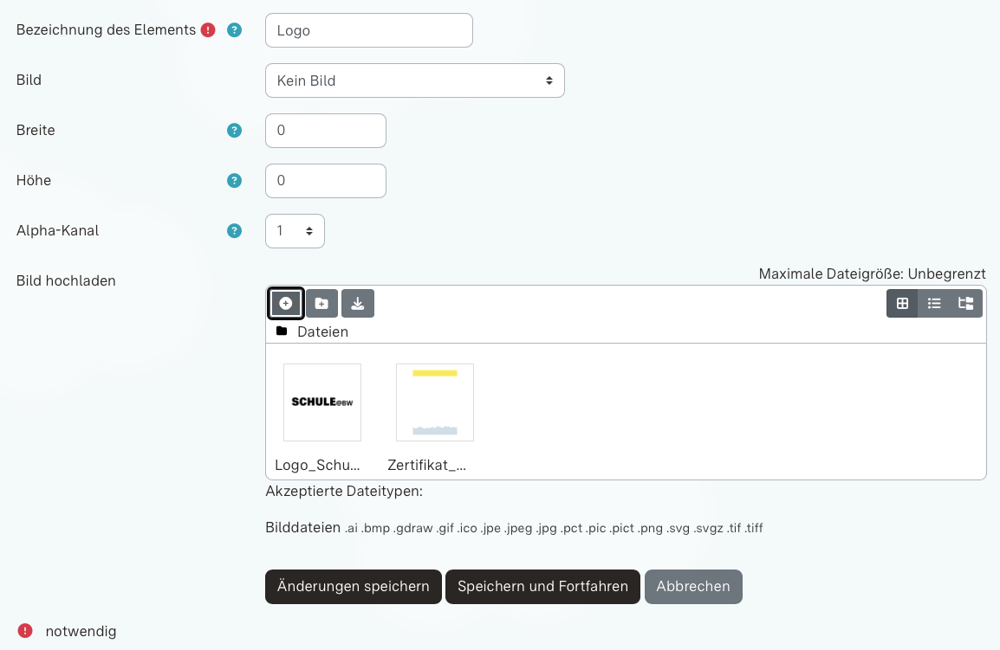 Bezeichnung des Elements
Logo
Bild
Kein Bild
Breite
0
Höhe
0
Alpha-Kanal
1
Bild hochladen
Maximale Dateigröße: Unbegrenzt
Dateien
SCHULE@BW
Logo_Schu...
Zertifikat_...
Akzeptierte Dateitypen:
Bilddateien .ai .bmp .gdraw .gif .ico .jpe .jpeg .jpg .pct .pic .pict .png .svg .svgz .tif .tiff
Änderungen speichern
Speichern und Fortfahren
Abbrechen
notwendig